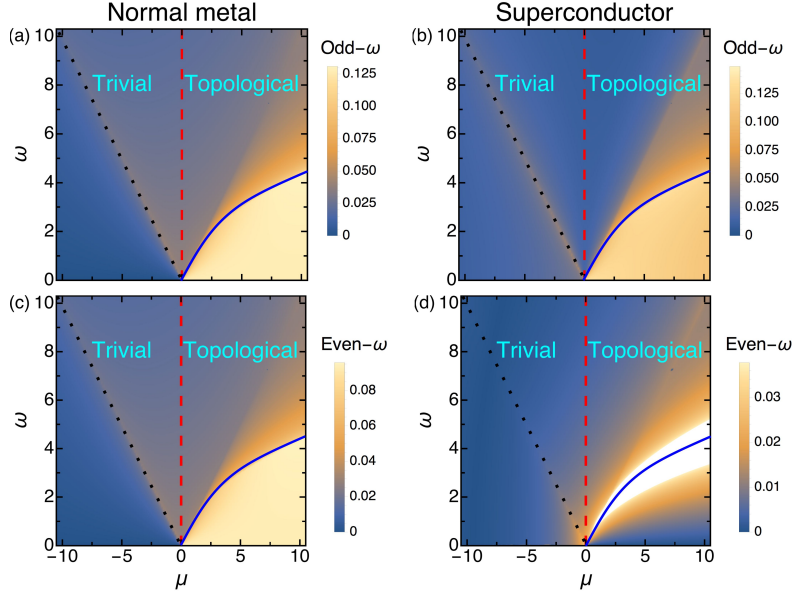 Normal metal
Superconductor
(a)
10
8
6
4
2
0
ω
Trivial
Topological
Odd-ω
0.125
0.100
0.075
0.050
0.025
0
(b)
10
8
6
4
2
0
ω
Trivial
Topological
Odd-ω
0.125
0.100
0.075
0.050
0.025
0
(c)
10
8
6
4
2
0
ω
Trivial
Topological
Even-ω
0.08
0.06
0.04
0.02
0
−10 −5 0 5 10
μ
(d)
10
8
6
4
2
0
ω
Trivial
Topological
Even-ω
0.03
0.02
0.01
0
−10 −5 0 5 10
μ